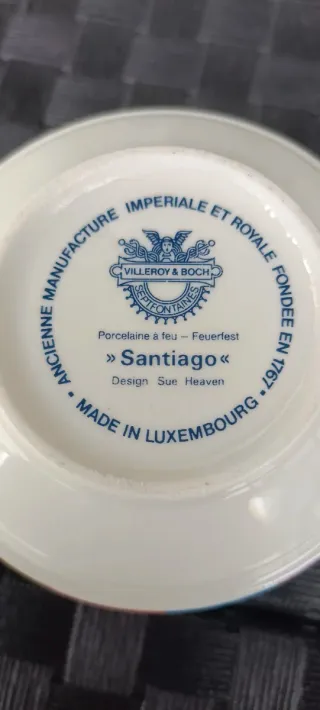 ANCIENNE MANUFACTURE IMPERIALE ET ROYALE FONDEE EN 1767 •
VILLEROY & BOCH
SEPTFONTAINES
Porcelaine à feu – Feuerfest
»Santiago«
Design Sue Heaven
• MADE IN LUXEMBOURG •